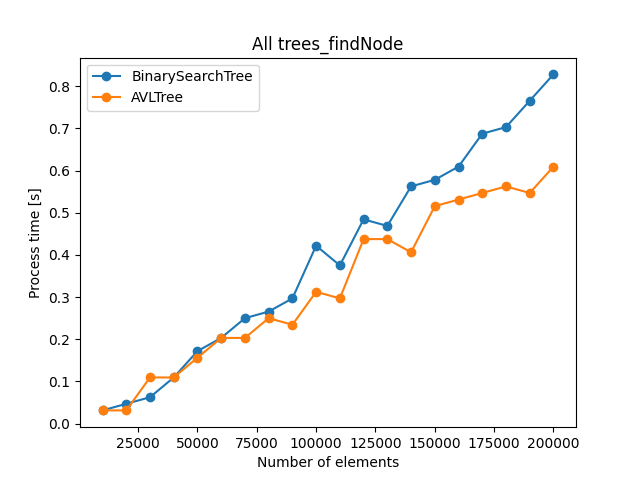 All trees_findNode
BinarySearchTree
AVLTree
Process time [s]
0.8
0.7
0.6
0.5
0.4
0.3
0.2
0.1
0.0
25000 50000 75000 100000 125000 150000 175000 200000
Number of elements